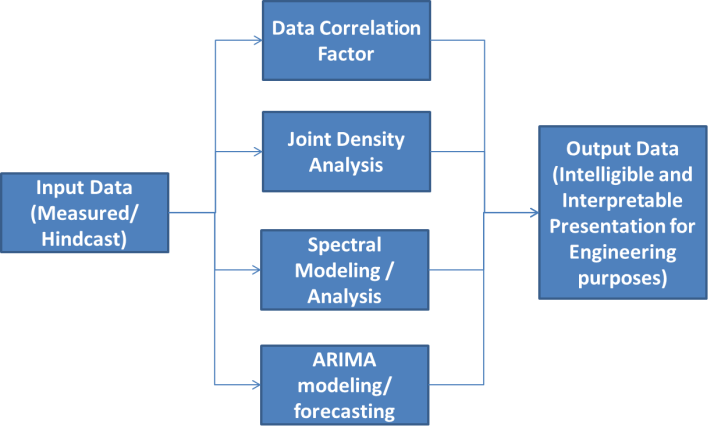 Data Correlation
Factor
Joint Density
Analysis
Input Data
(Measured/
Hindcast)
Spectral
Modeling /
Analysis
ARIMA
modeling/
forecasting
Output Data
(Intelligible and
Interpretable
Presentation for
Engineering
purposes)